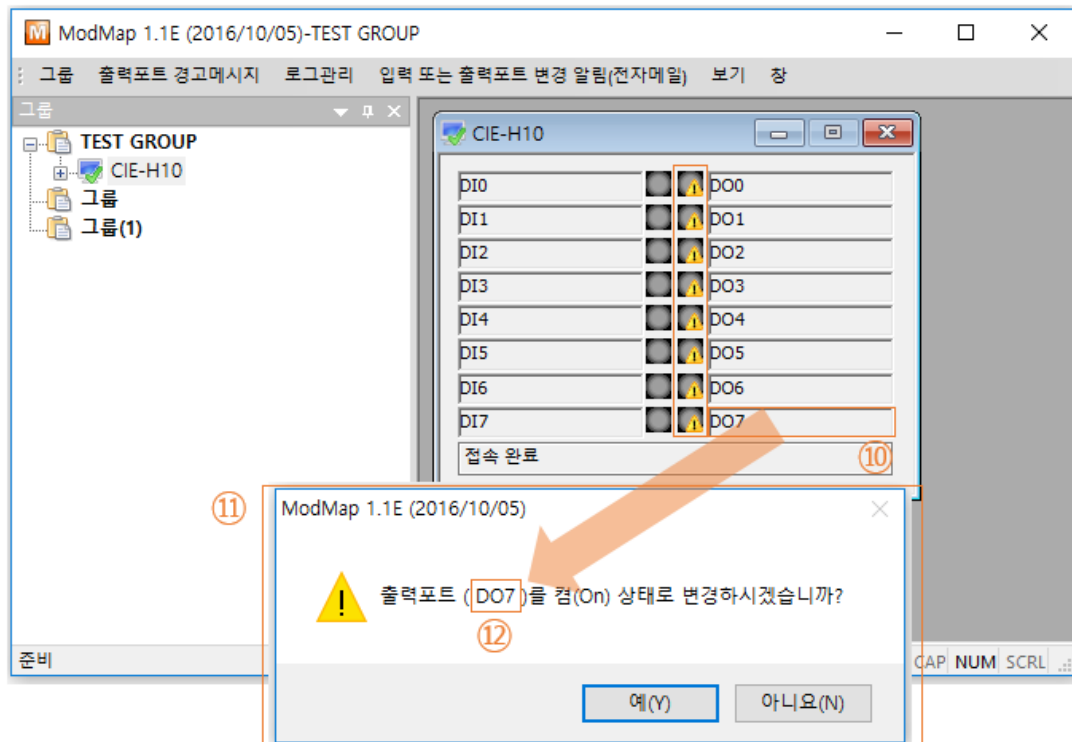 ModMap 1.1E (2016/10/05)-TEST GROUP
그룹 출력포트 경고메시지 로그관리 입력 또는 출력포트 변경 알림(전자메일) 보기 창
그룹
TEST GROUP
CIE-H10
그룹
그룹(1)
CIE-H10
DI0 DO0
DI1 DO1
DI2 DO2
DI3 DO3
DI4 DO4
DI5 DO5
DI6 DO6
DI7 DO7
접속 완료 ⑩
⑪
ModMap 1.1E (2016/10/05)
출력포트 ( DO7 )를 켬(On) 상태로 변경하시겠습니까?
⑫
예(Y) 아니요(N)
준비 CAP NUM SCRL